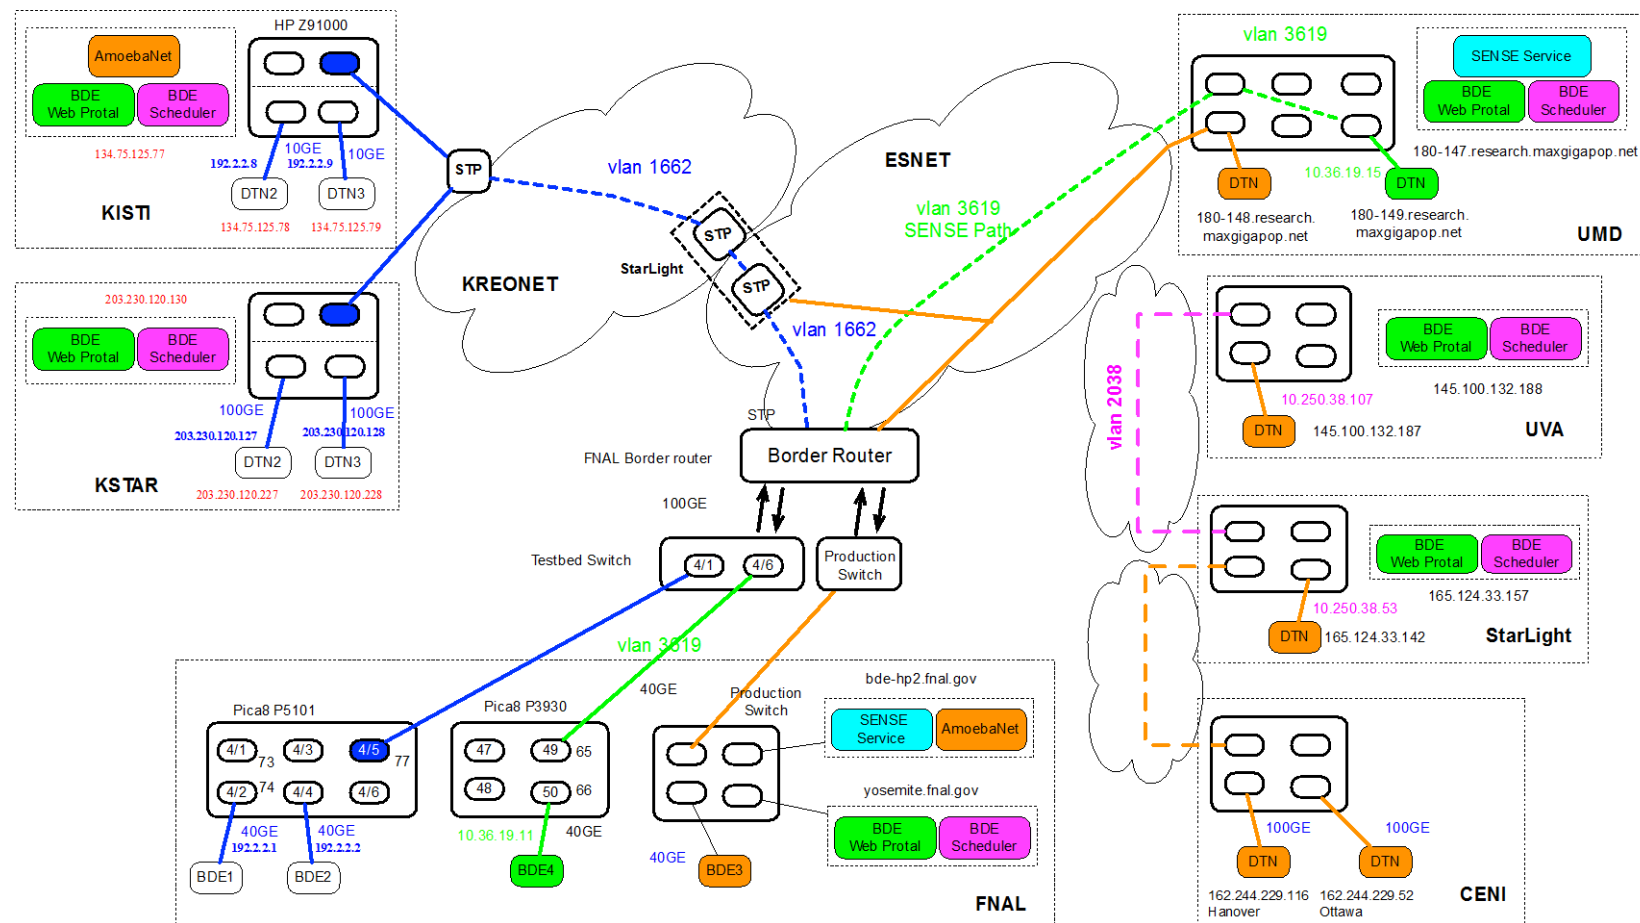 HP Z91000
AmoebaNet
BDE
Web Protal
BDE
Scheduler
134.75.125.77
10GE
192.2.2.8
192.2.2.9
10GE
DTN2
DTN3
KISTI
134.75.125.78
134.75.125.79
203.230.120.130
BDE
Web Protal
BDE
Scheduler
100GE
100GE
203.230.120.127
203.230.120.128
DTN2
DTN3
KSTAR
203.230.120.227
203.230.120.228
STP
vlan 1662
KREONET
StarLight
STP
STP
vlan 1662
ESNET
vlan 3619
SENSE Path
STP
FNAL Border router
Border Router
100GE
Testbed Switch
4/1
4/6
Production
Switch
vlan 3619
40GE
Pica8 P5101
4/1
73
4/3
4/5
77
4/2
74
4/4
4/6
40GE
192.2.2.1
40GE
192.2.2.2
BDE1
BDE2
Pica8 P3930
47
49
65
48
50
66
10.36.19.11
40GE
BDE4
Production
Switch
40GE
BDE3
bde-hp2.fnal.gov
SENSE
Service
AmoebaNet
yosemite.fnal.gov
BDE
Web Protal
BDE
Scheduler
FNAL
vlan 3619
SENSE Service
BDE
Web Protal
BDE
Scheduler
180-147.research.maxgigapop.net
DTN
10.36.19.15
DTN
180-148.research.
maxgigapop.net
180-149.research.
maxgigapop.net
UMD
vlan 2038
BDE
Web Protal
BDE
Scheduler
145.100.132.188
10.250.38.107
DTN
145.100.132.187
UVA
BDE
Web Protal
BDE
Scheduler
165.124.33.157
10.250.38.53
DTN
165.124.33.142
StarLight
100GE
100GE
DTN
DTN
162.244.229.116
Hanover
162.244.229.52
Ottawa
CENI